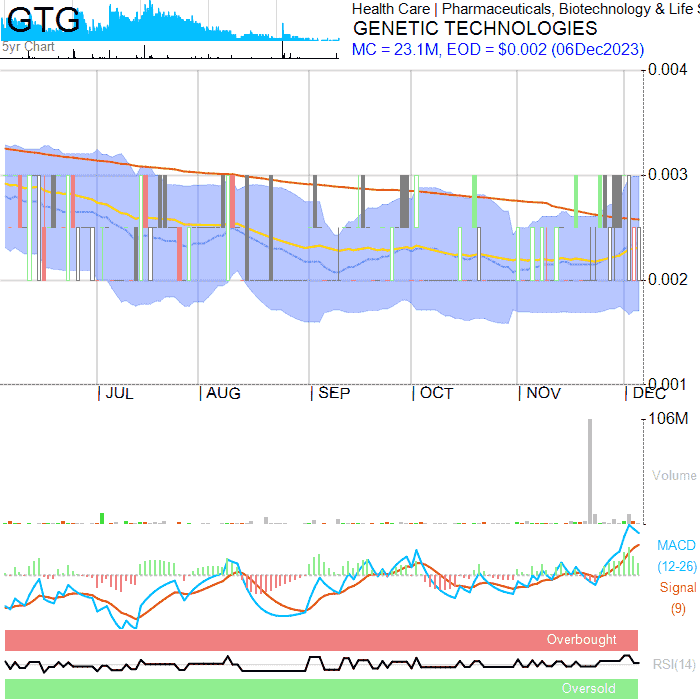 GTG
Health Care | Pharmaceuticals, Biotechnology & Life S
GENETIC TECHNOLOGIES
5yr Chart
MC = 23.1M, EOD = $0.002 (06Dec2023)
0.004
0.003
0.002
0.001
| JUL | AUG | SEP | OCT | NOV | DEC
106M
Volume
MACD
(12-26)
Signal
(9)
Overbought
RSI(14)
Oversold